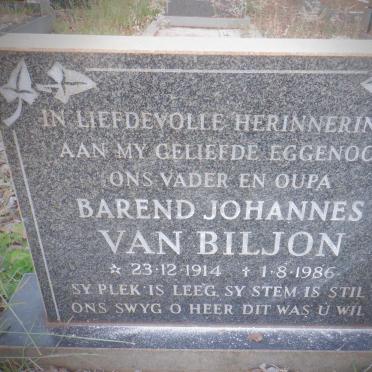 IN LIEFDEVOLLE HERINNERIN
AAN MY GELIEFDE EGGENOO
ONS VADER EN OUPA
BAREND JOHANNES
VAN BILJON
☆ 23·12·1914 ✝ 1·8·1986
SY PLEK IS LEEG, SY STEM IS STIL
ONS SWYG O HEER DIT WAS U WIL